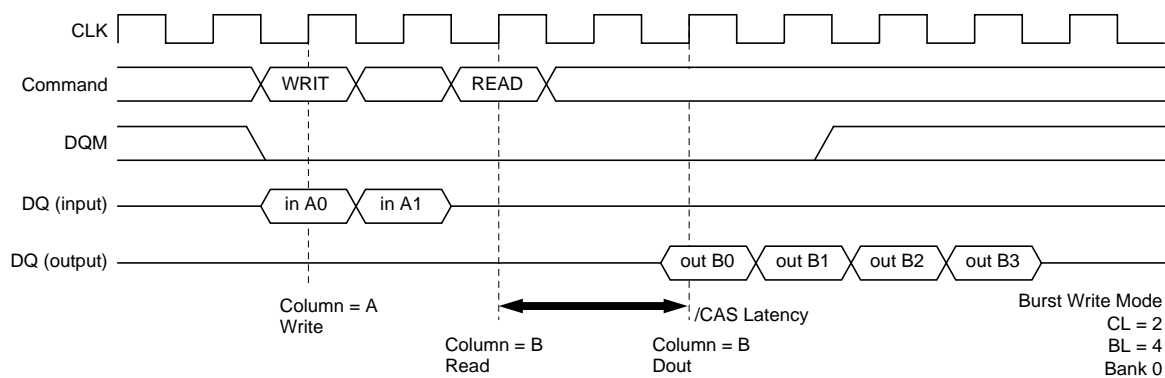 CLK
Command
WRIT
READ
DQM
DQ (input)
in A0
in A1
DQ (output)
out B0
out B1
out B2
out B3
Column = A
Write
/CAS Latency
Column = B
Read
Column = B
Dout
Burst Write Mode
CL = 2
BL = 4
Bank 0